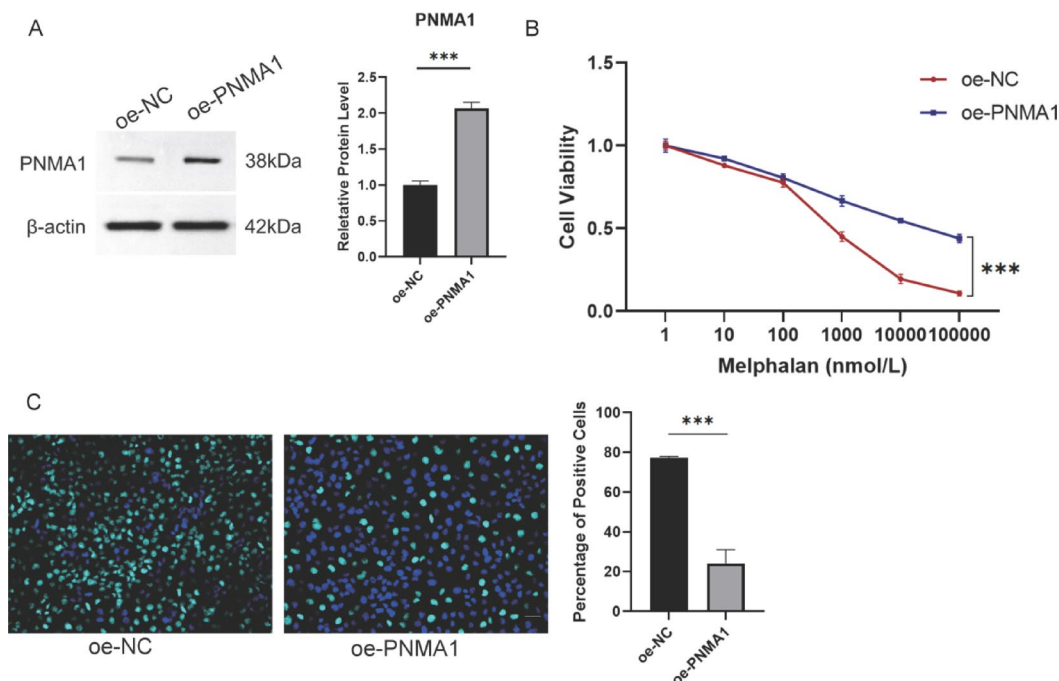 A
oe-NC
oe-PNMA1
PNMA1
38kDa
β-actin
42kDa
PNMA1
***
Reletative Protein Level
2.5
2.0
1.5
1.0
0.5
0.0
oe-NC
oe-PNMA1
B
Cell Viability
1.5
1.0
0.5
0.0
oe-NC
oe-PNMA1
***
1 10 100 1000 10000 100000
Melphalan (nmol/L)
C
oe-NC
oe-PNMA1
Percentage of Positive Cells
100
80
60
40
20
0
***
oe-NC
oe-PNMA1